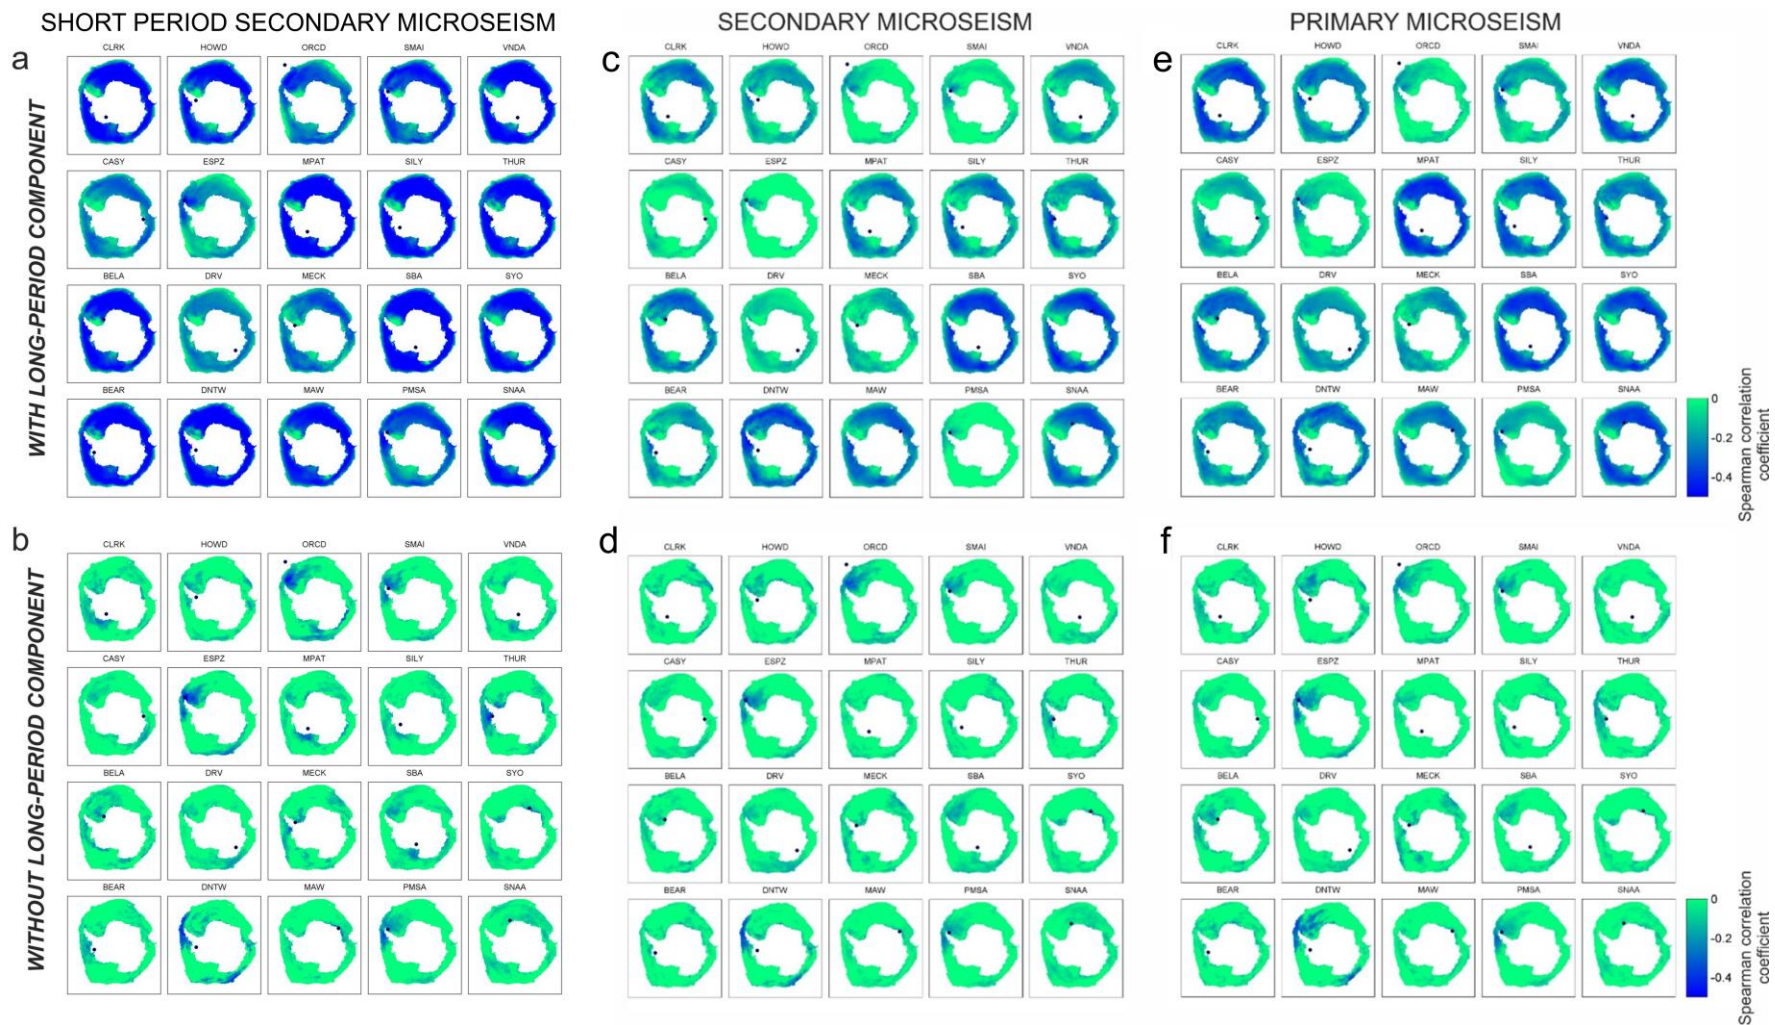 SHORT PERIOD SECONDARY MICROSEISM
SECONDARY MICROSEISM
PRIMARY MICROSEISM
WITH LONG-PERIOD COMPONENT
a
CLRK HOWD ORCD SMAI VNDA
CASY ESPZ MPAT SILY THUR
BELA DRV MECK SBA SYO
BEAR DNTW MAW PMSA SNAA
c
CLRK HOWD ORCD SMAI VNDA
CASY ESPZ MPAT SILY THUR
BELA DRV MECK SBA SYO
BEAR DNTW MAW PMSA SNAA
e
CLRK HOWD ORCD SMAI VNDA
CASY ESPZ MPAT SILY THUR
BELA DRV MECK SBA SYO
BEAR DNTW MAW PMSA SNAA
0
-0.2
-0.4
Spearman correlation
coefficient
WITHOUT LONG-PERIOD COMPONENT
b
CLRK HOWD ORCD SMAI VNDA
CASY ESPZ MPAT SILY THUR
BELA DRV MECK SBA SYO
BEAR DNTW MAW PMSA SNAA
d
CLRK HOWD ORCD SMAI VNDA
CASY ESPZ MPAT SILY THUR
BELA DRV MECK SBA SYO
BEAR DNTW MAW PMSA SNAA
f
CLRK HOWD ORCD SMAI VNDA
CASY ESPZ MPAT SILY THUR
BELA DRV MECK SBA SYO
BEAR DNTW MAW PMSA SNAA
0
-0.2
-0.4
Spearman correlation
coefficient